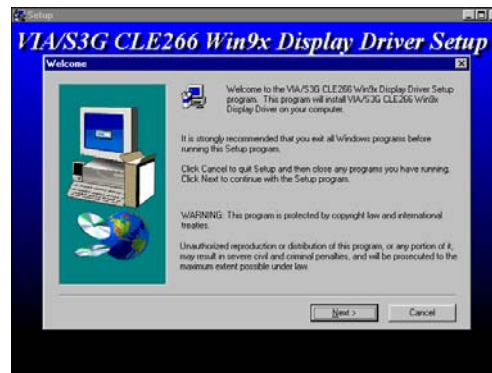 Setup
VIA/S3G CLE266 Win9x Display Driver Setup
Welcome
Welcome to the VIA/S3G CLE266 Win9x Display Driver Setup
program. This program will install VIA/S3G CLE266 Win9x
Display Driver on your computer.
It is strongly recommended that you exit all Windows programs before
running this Setup program.
Click Cancel to quit Setup and then close any programs you have running.
Click Next to continue with the Setup program.
WARNING: This program is protected by copyright law and international
treaties.
Unauthorized reproduction or distribution of this program, or any portion of it,
may result in severe civil and criminal penalties, and will be prosecuted to the
maximum extent possible under law.
Next >
Cancel